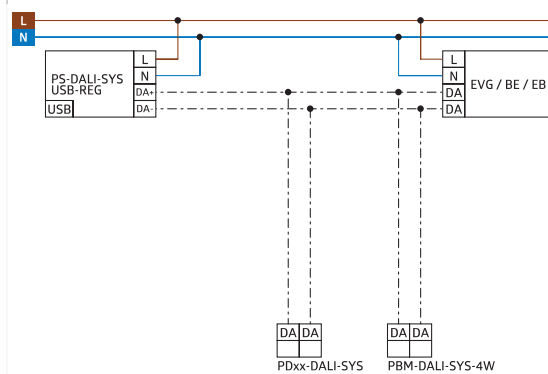 L
N
PS-DALI-SYS
USB-REG
USB
L
N
DA+
DA-
L
N
DA
DA
EVG / BE / EB
DA DA
PDxx-DALI-SYS
DA DA
PBM-DALI-SYS-4W